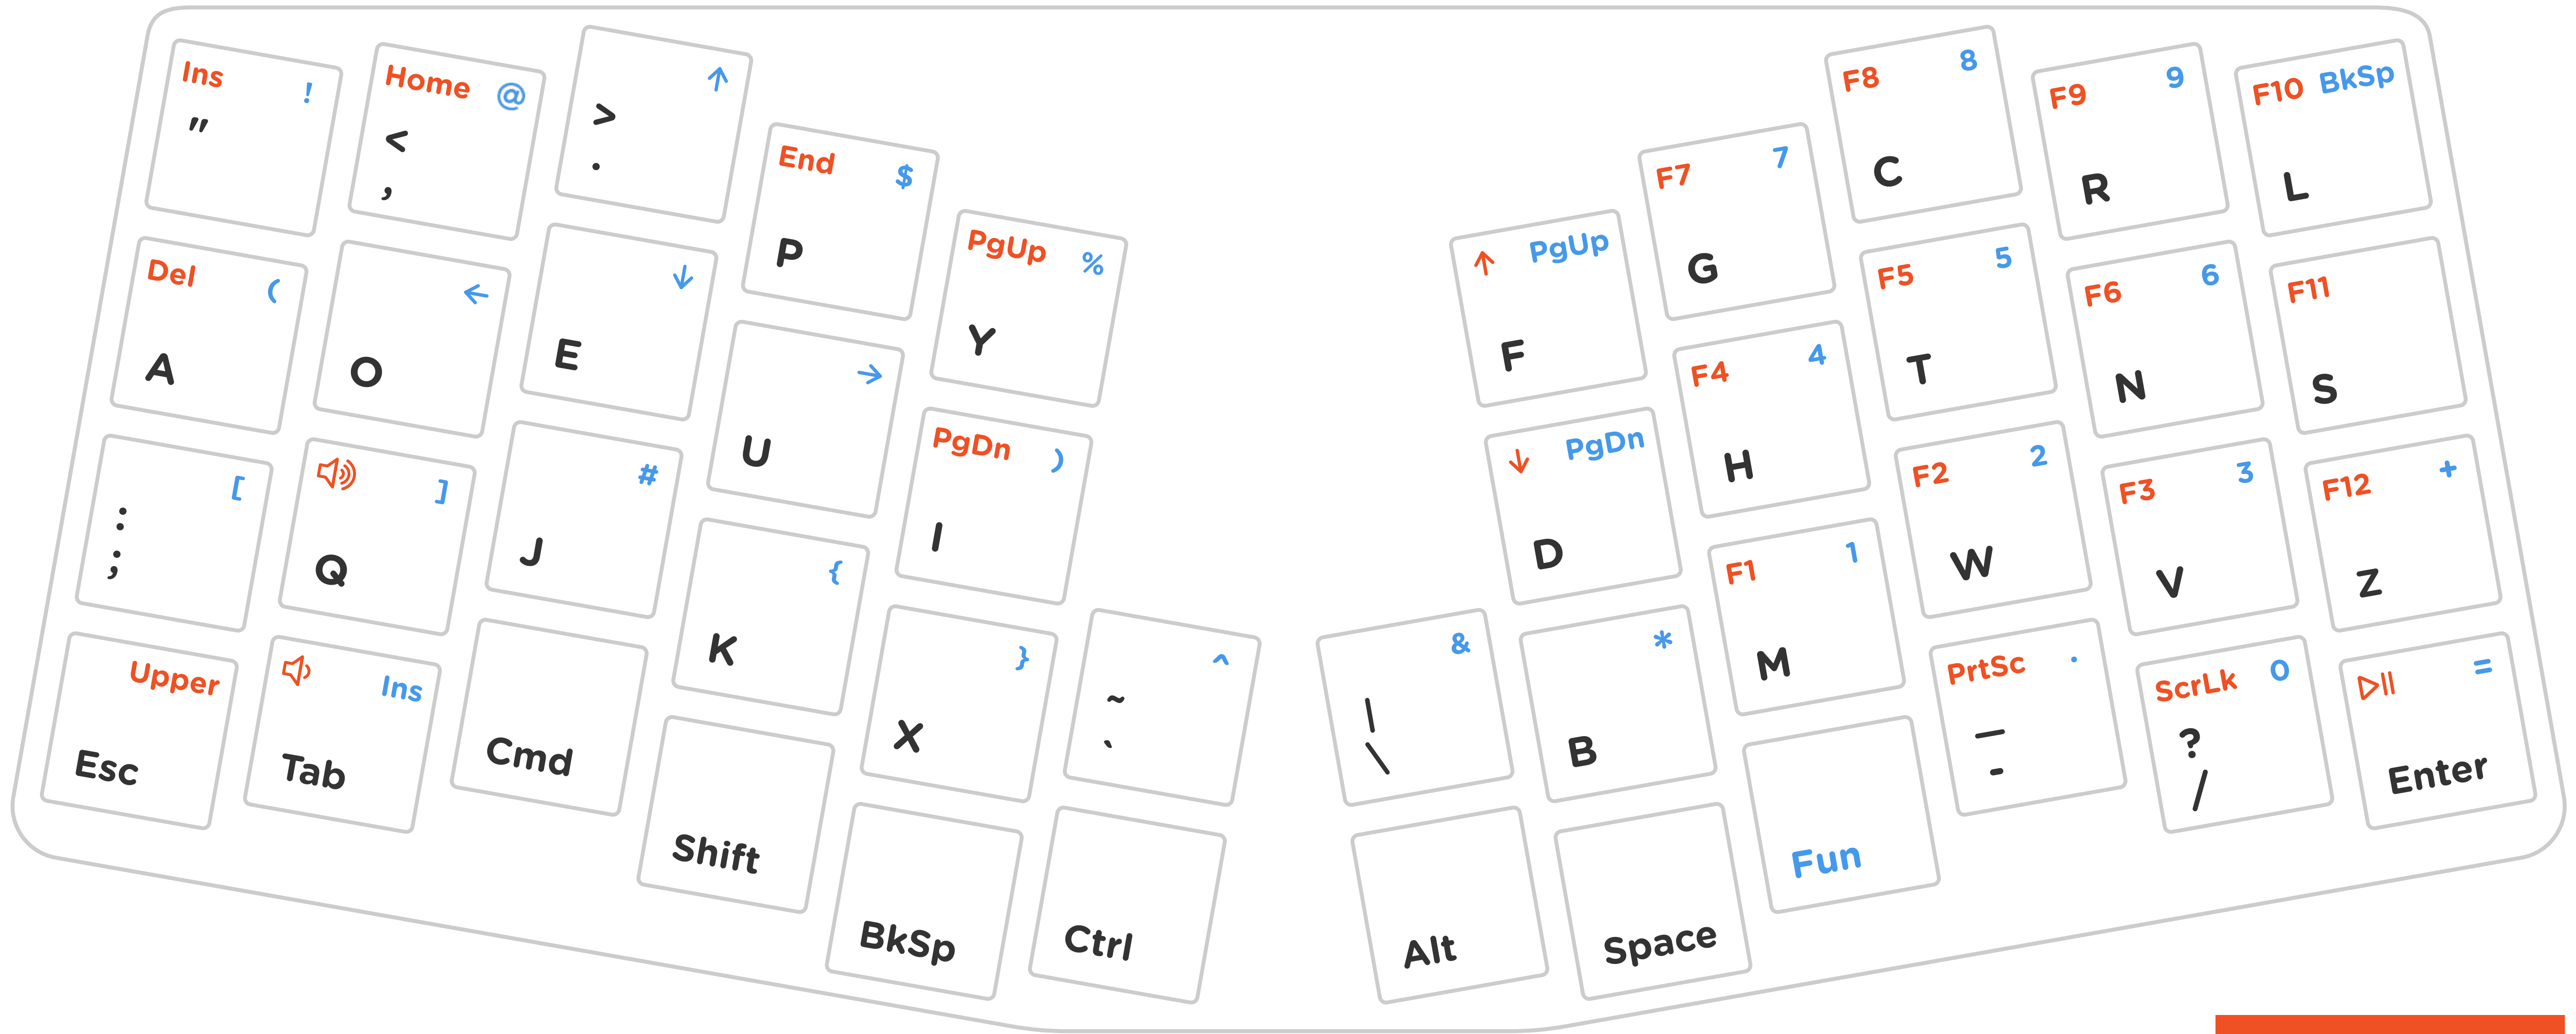 Ins !
"
Home @
<
,
↑
>
.
End $
P
PgUp %
Y
↑ PgUp
F
F7 7
G
F8 8
C
F9 9
R
F10 BkSp
L
Del (
A
←
O
↓
E
→
U
PgDn )
I
↓ PgDn
D
F4 4
H
F5 5
T
F6 6
N
F11
S
[
:
;
]
Q
#
J
{
K
}
X
^
~
`
&
|
\
*
B
F1 1
M
F2 2
W
F3 3
V
F12 +
Z
Upper
Esc
Ins
Tab
Cmd
Shift
BkSp
Ctrl
Alt
Space
Fun
PrtSc .
_
-
ScrLk 0
?
/
=
Enter